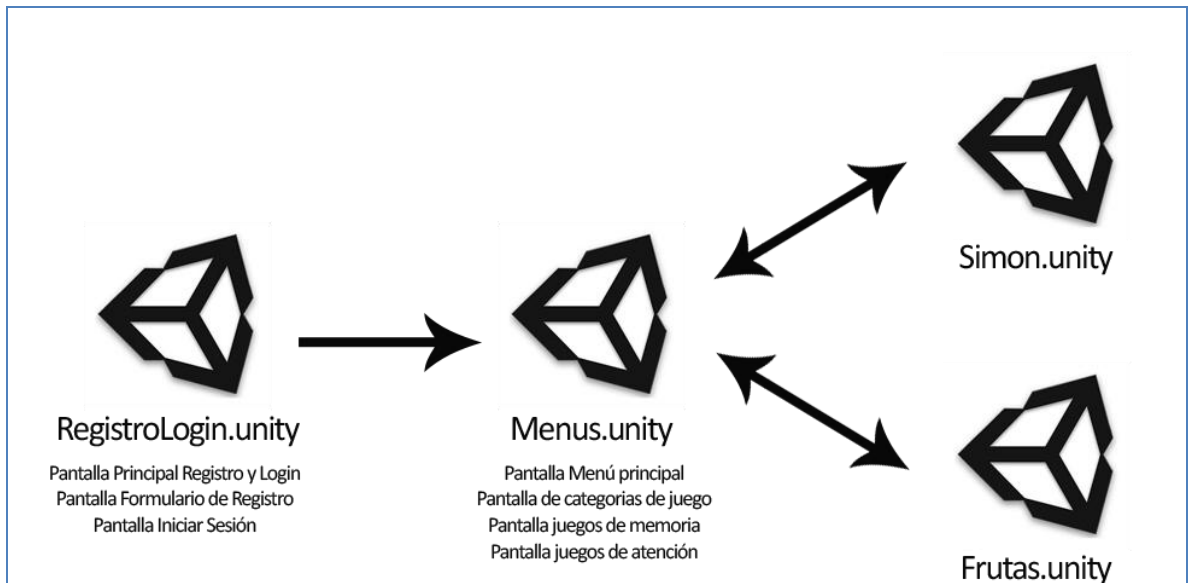 Simon.unity
RegistroLogin.unity
Pantalla Principal Registro y Login
Pantalla Formulario de Registro
Pantalla Iniciar Sesión
Menus.unity
Pantalla Menú principal
Pantalla de categorias de juego
Pantalla juegos de memoria
Pantalla juegos de atención
Frutas.unity